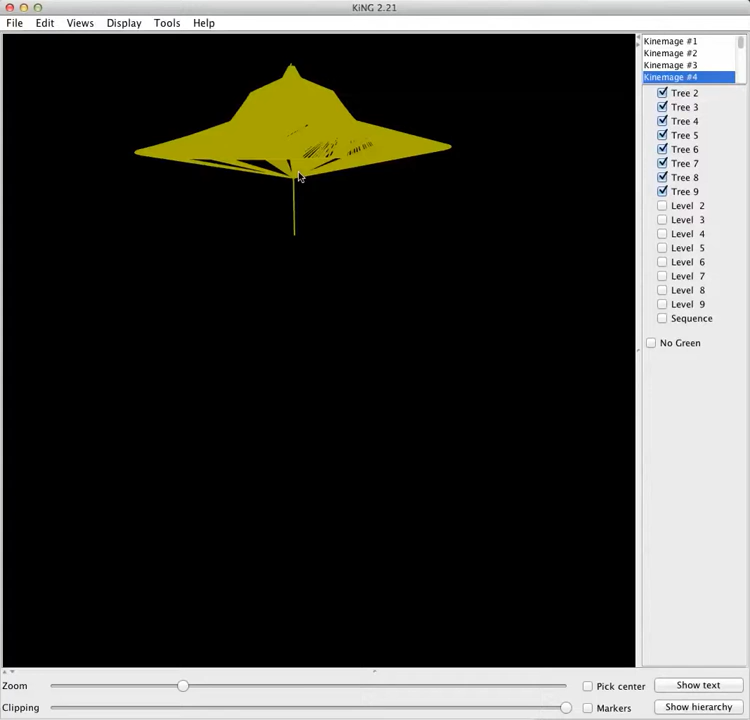 KiNG 2.21
File Edit Views Display Tools Help
Kinemage #1
Kinemage #2
Kinemage #3
Kinemage #4
Tree 2
Tree 3
Tree 4
Tree 5
Tree 6
Tree 7
Tree 8
Tree 9
Level 2
Level 3
Level 4
Level 5
Level 6
Level 7
Level 8
Level 9
Sequence
No Green
Zoom Pick center Show text
Clipping Markers Show hierarchy